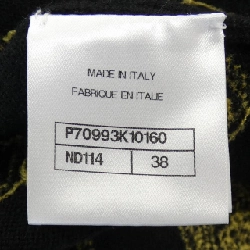 MADE IN ITALY
FABRIQUE EN ITALIE
P70993K10160
ND114 38